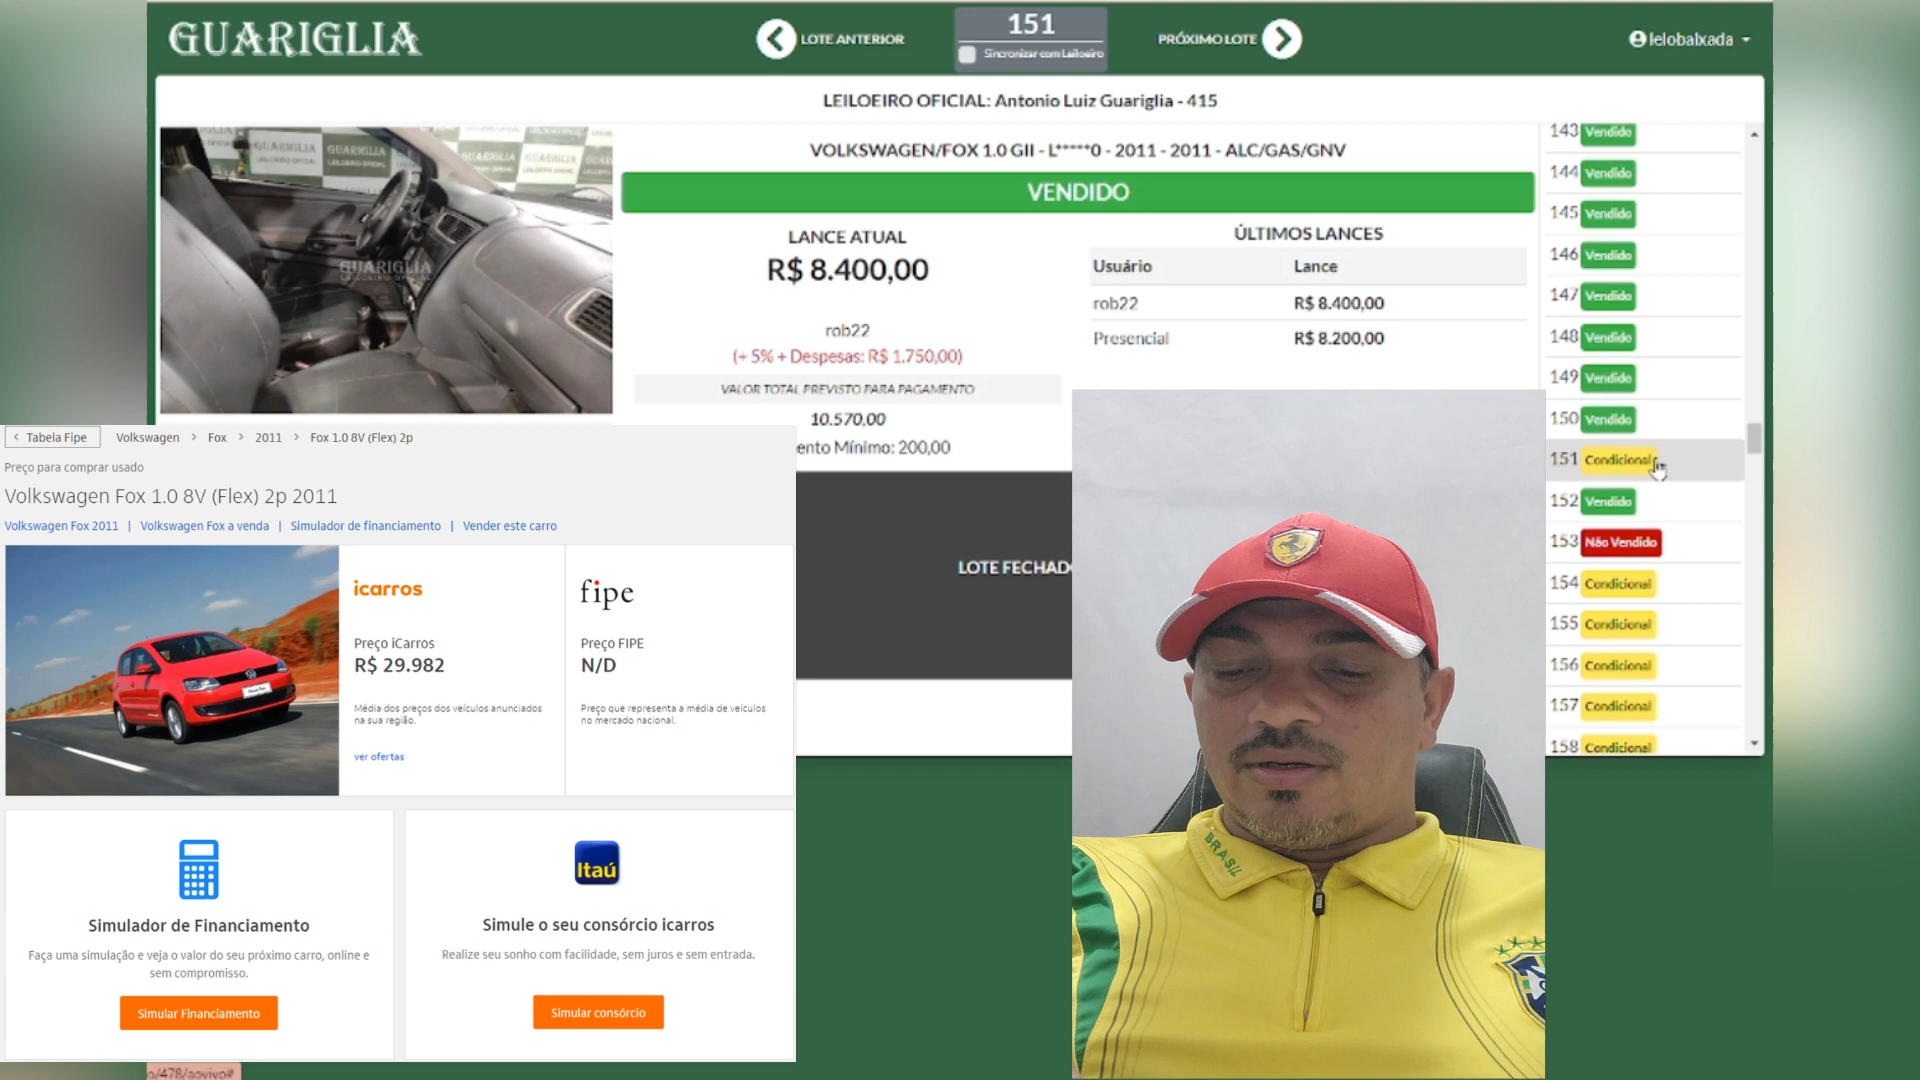 GUARIGLIA
LOTE ANTERIOR
151
Sincronizar com Leiloeiro
PRÓXIMO LOTE
lelobaixada
LEILOEIRO OFICIAL: Antonio Luiz Guariglia - 415
GUARIGLIA
GUARIGLIA
LEILOEIRO OFICIAL
GUARIGLIA
LEILOEIRO OFICIAL
VOLKSWAGEN/FOX 1.0 GII - L*****0 - 2011 - 2011 - ALC/GAS/GNV
VENDIDO
LANCE ATUAL
R$ 8.400,00
rob22
(+ 5% + Despesas: R$ 1.750,00)
VALOR TOTAL PREVISTO PARA PAGAMENTO
10.570,00
ento Mínimo: 200,00
ÚLTIMOS LANCES
Usuário Lance
rob22 R$ 8.400,00
Presencial R$ 8.200,00
LOTE FECHAD
143 Vendido
144 Vendido
145 Vendido
146 Vendido
147 Vendido
148 Vendido
149 Vendido
150 Vendido
151 Condicional
152 Vendido
153 Não Vendido
154 Condicional
155 Condicional
156 Condicional
157 Condicional
158 Condicional
Tabela Fipe Volkswagen > Fox > 2011 > Fox 1.0 8V (Flex) 2p
Preço para comprar usado
Volkswagen Fox 1.0 8V (Flex) 2p 2011
Volkswagen Fox 2011 | Volkswagen Fox a venda | Simulador de financiamento | Vender este carro
icarros
Preço iCarros
R$ 29.982
Média dos preços dos veículos anunciados
na sua região.
ver ofertas
fipe
Preço FIPE
N/D
Preço que representa a média de veículos
no mercado nacional.
Simulador de Financiamento
Faça uma simulação e veja o valor do seu próximo carro, online e
sem compromisso.
Simular Financiamento
Itaú
Simule o seu consórcio icarros
Realize seu sonho com facilidade, sem juros e sem entrada.
Simular consórcio
BRASIL
o/478/aovivo#